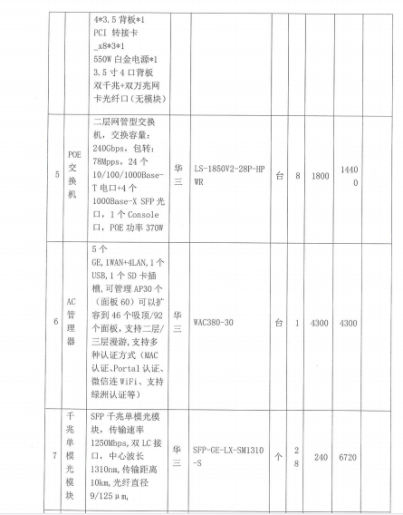 4*3.5 背板*1
PCI 转接卡
_x8*3*1
550W 白金电源*1
3.5 寸 4 口背板
双千兆+双万兆网
卡光纤口(无模块)
5
POE
交
换
机
二层网管型交换
机, 交换容量:
240Gbps, 包转:
78Mpps, 24 个
10/100/1000Base-
T 电口+4 个
1000Base-X SFP 光
口, 1 个 Console
口, POE 功率 370W
华
三
LS-1850V2-28P-HP
WR
台
8
1800
1440
0
6
AC
管
理
器
5 个
GE,1WAN+4LAN,1 个
USB,1 个 SD 卡插
槽,可管理 AP30 个
(面板 60) 可以扩
容到 46 个吸顶/92
个面板, 支持二层/
三层漫游,支持多
种认证方式 (MAC
认证、Portal 认证、
微信连 WiFi、支持
绿洲认证等)
华
三
WAC380-30
台
1
4300
4300
7
千
兆
单
模
光
模
块
SFP 千兆单模光模
块, 传输速率
1250Mbps,双 LC 接
口, 中心波长
1310nm,传输距离
10km,光纤直径
9/125 μm,
华
三
SFP-GE-LX-SM1310
-S
个
2
8
240
6720